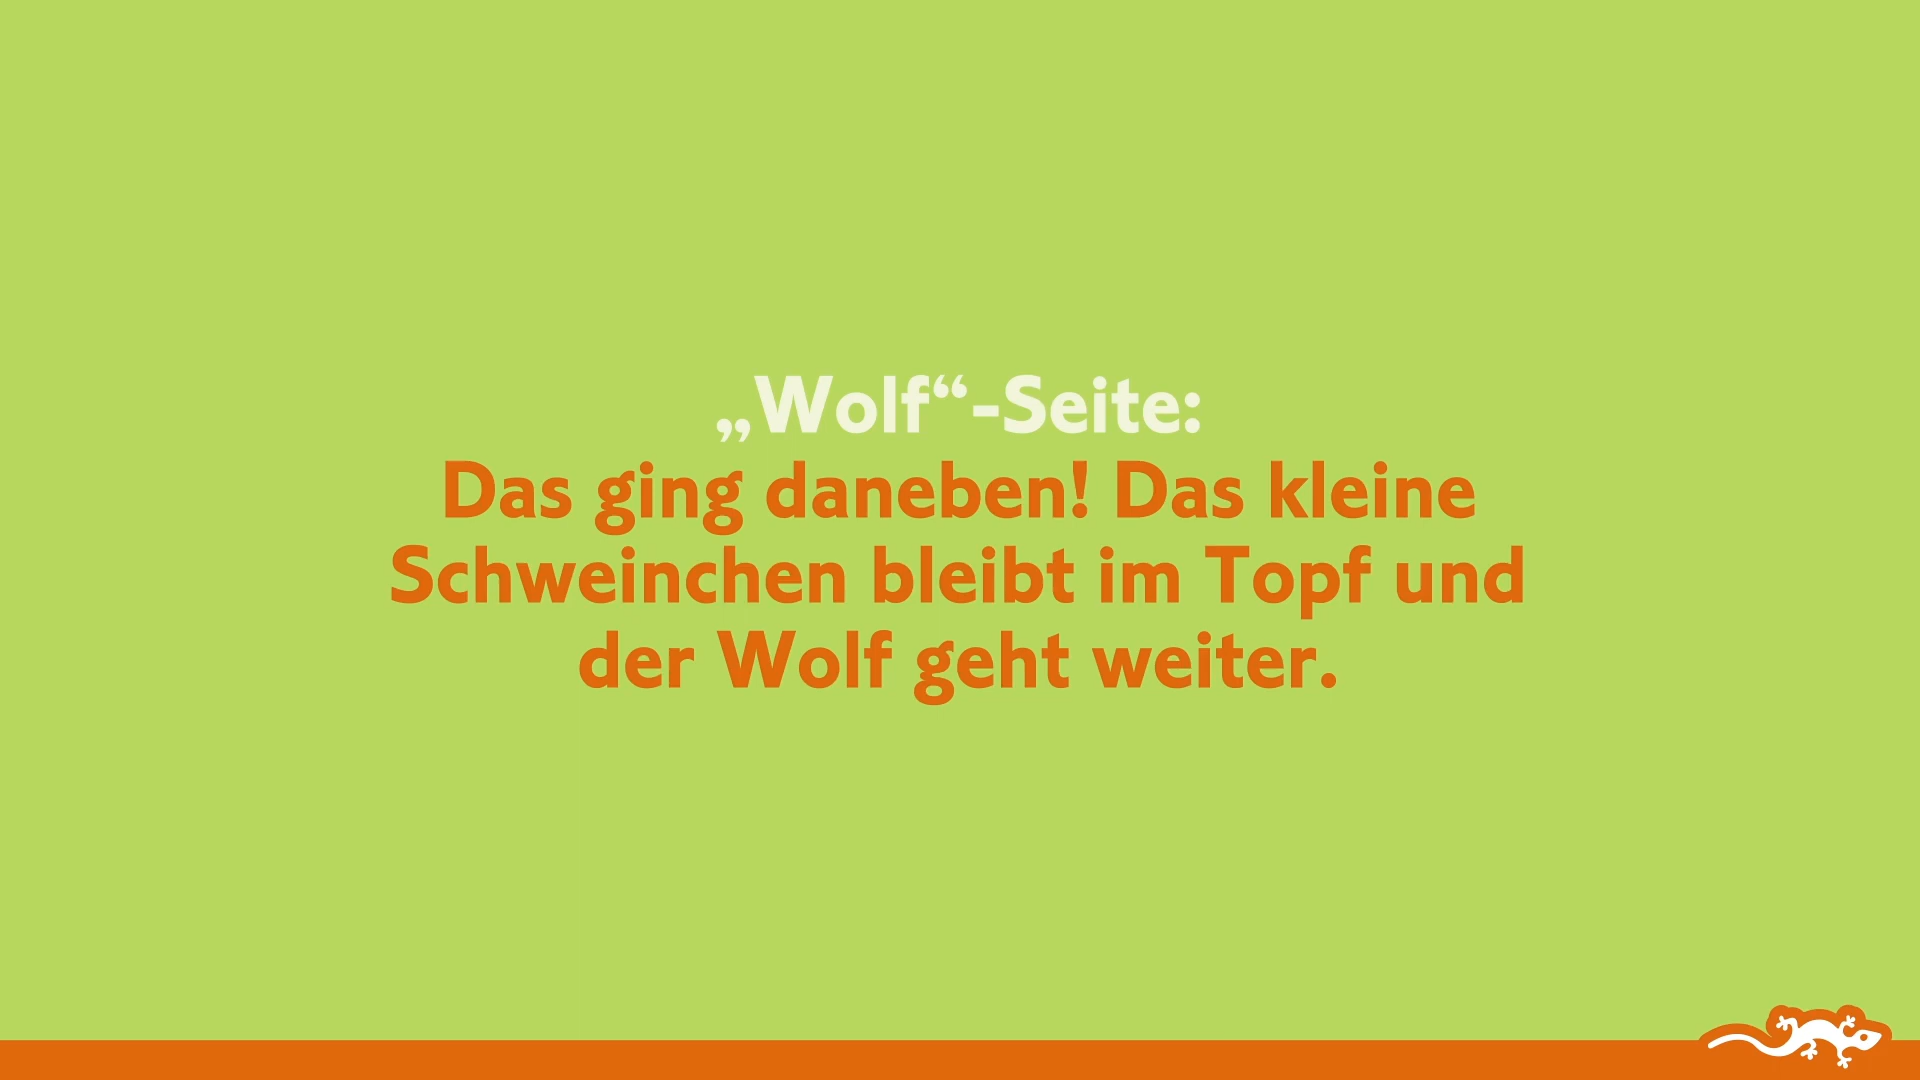 „Wolf“-Seite:
Das ging daneben! Das kleine
Schweinchen bleibt im Topf und
der Wolf geht weiter.